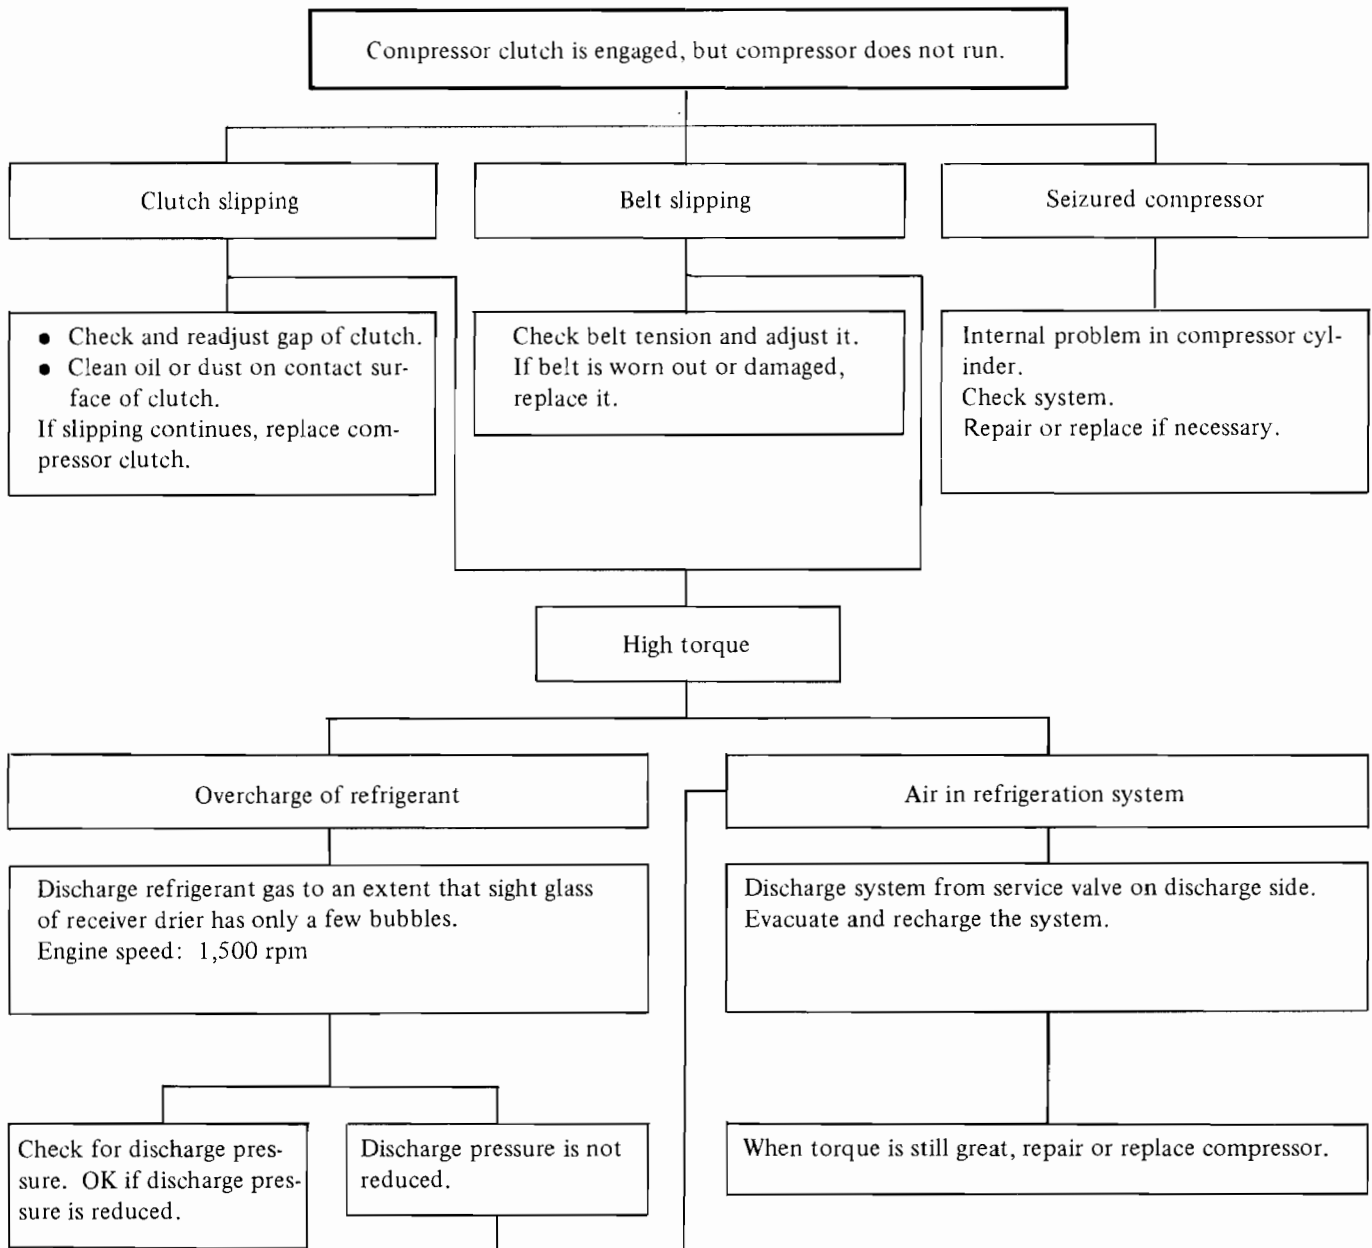 Compressor clutch is engaged, but compressor does not run.
Clutch slipping
Belt slipping
Seizured compressor
● Check and readjust gap of clutch.
● Clean oil or dust on contact sur-
face of clutch.
If slipping continues, replace com-
pressor clutch.
Check belt tension and adjust it.
If belt is worn out or damaged,
replace it.
Internal problem in compressor cyl-
inder.
Check system.
Repair or replace if necessary.
High torque
Overcharge of refrigerant
Air in refrigeration system
Discharge refrigerant gas to an extent that sight glass
of receiver drier has only a few bubbles.
Engine speed: 1,500 rpm
Discharge system from service valve on discharge side.
Evacuate and recharge the system.
Check for discharge pres-
sure. OK if discharge pres-
sure is reduced.
Discharge pressure is not
reduced.
When torque is still great, repair or replace compressor.